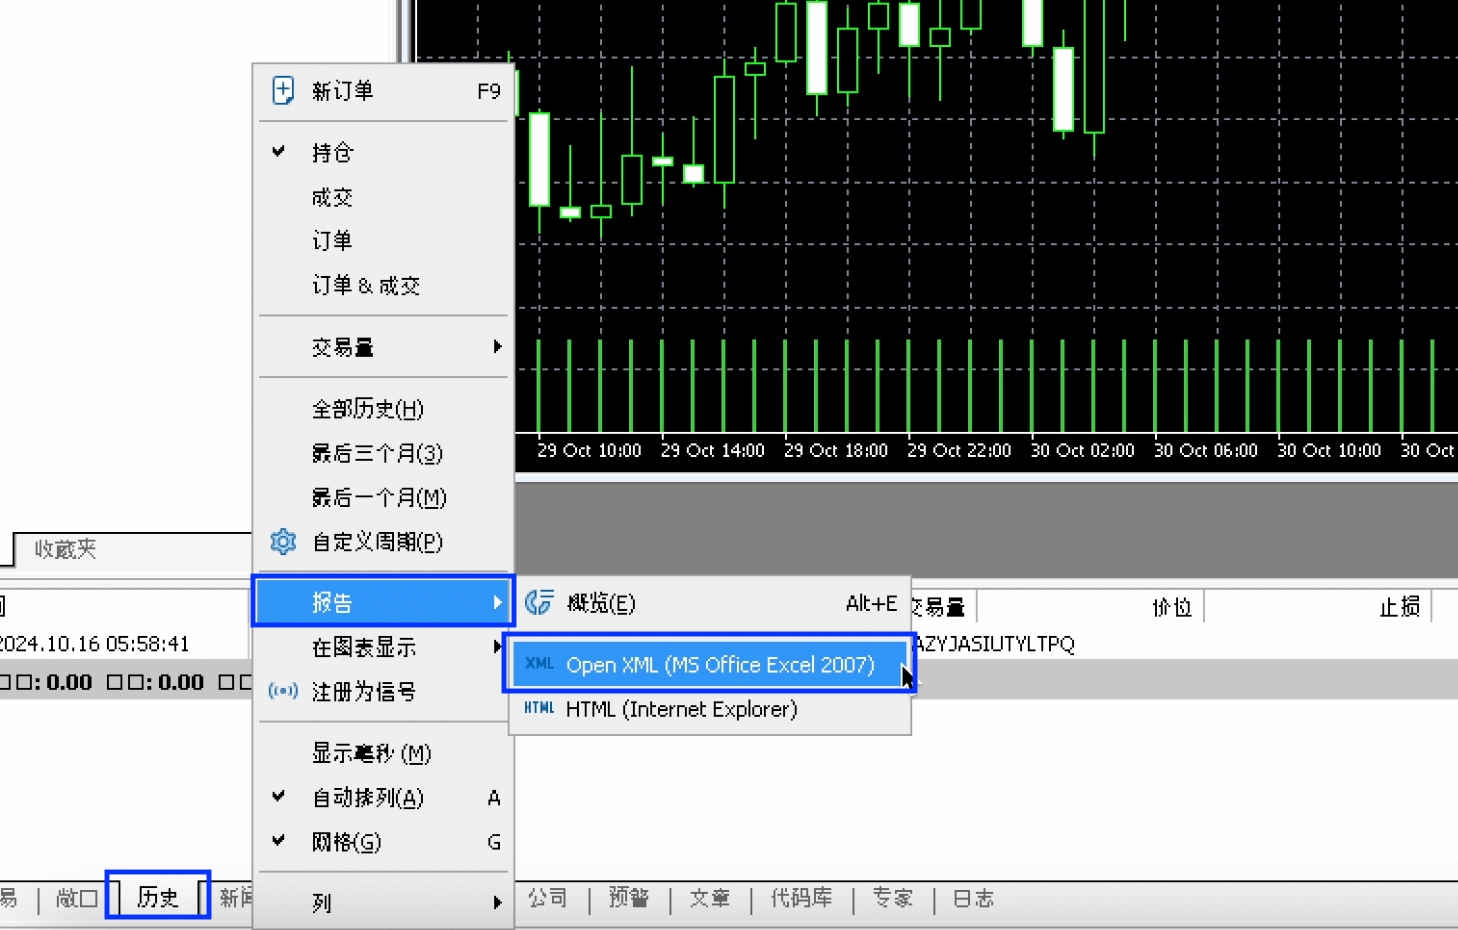 新订单 F9
持仓
成交
订单
订单 & 成交
交易量
全部历史(H)
最后三个月(3)
最后一个月(M)
自定义周期(P)
报告
在图表显示
注册为信号
显示毫秒 (M)
自动排列(A) A
网格(G) G
列
概览(E) Alt+E
XML Open XML (MS Office Excel 2007)
HTML HTML (Internet Explorer)
29 Oct 10:00 29 Oct 14:00 29 Oct 18:00 29 Oct 22:00 30 Oct 02:00 30 Oct 06:00 30 Oct 10:00 30 Oct
收藏夹
交易量 价位 止损
2024.10.16 05:58:41 AZYJASIUTYLTPQ
: 0.00 : 0.00
易 敞口 历史 新闻 公司 预警 文章 代码库 专家 日志